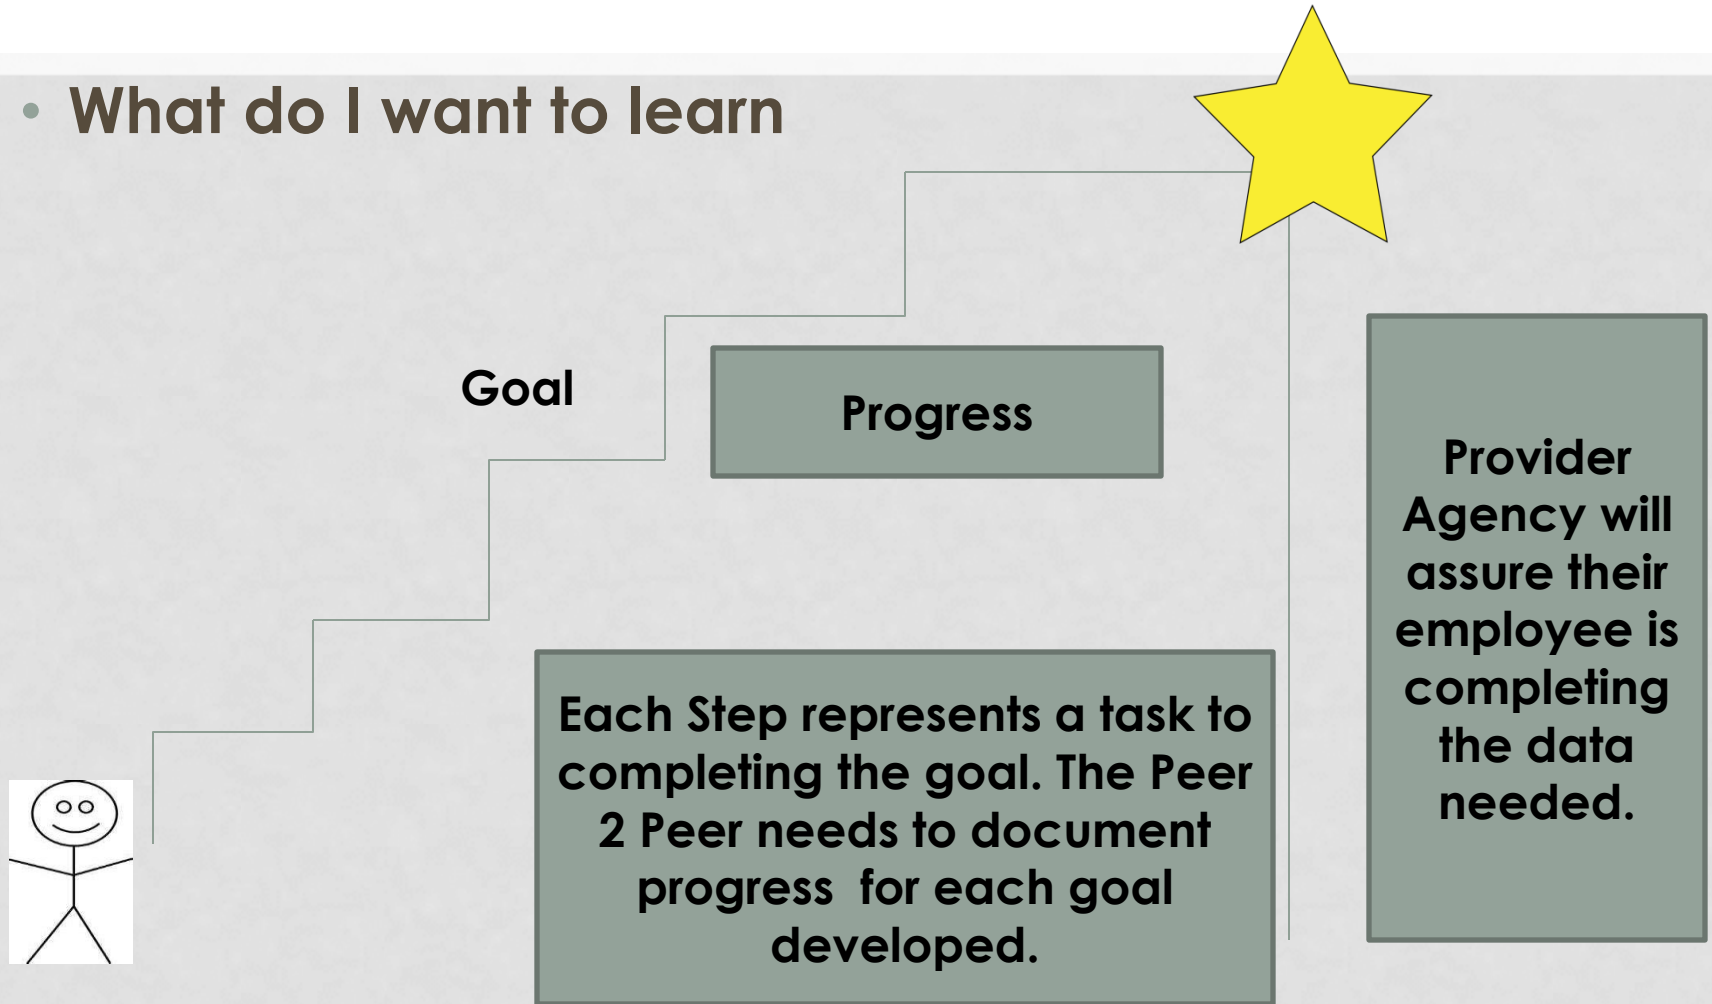 • What do I want to learn
Goal
Progress
Each Step represents a task to
completing the goal. The Peer
2 Peer needs to document
progress  for each goal
developed.
Provider
Agency will
assure their
employee is
completing
the data
needed.